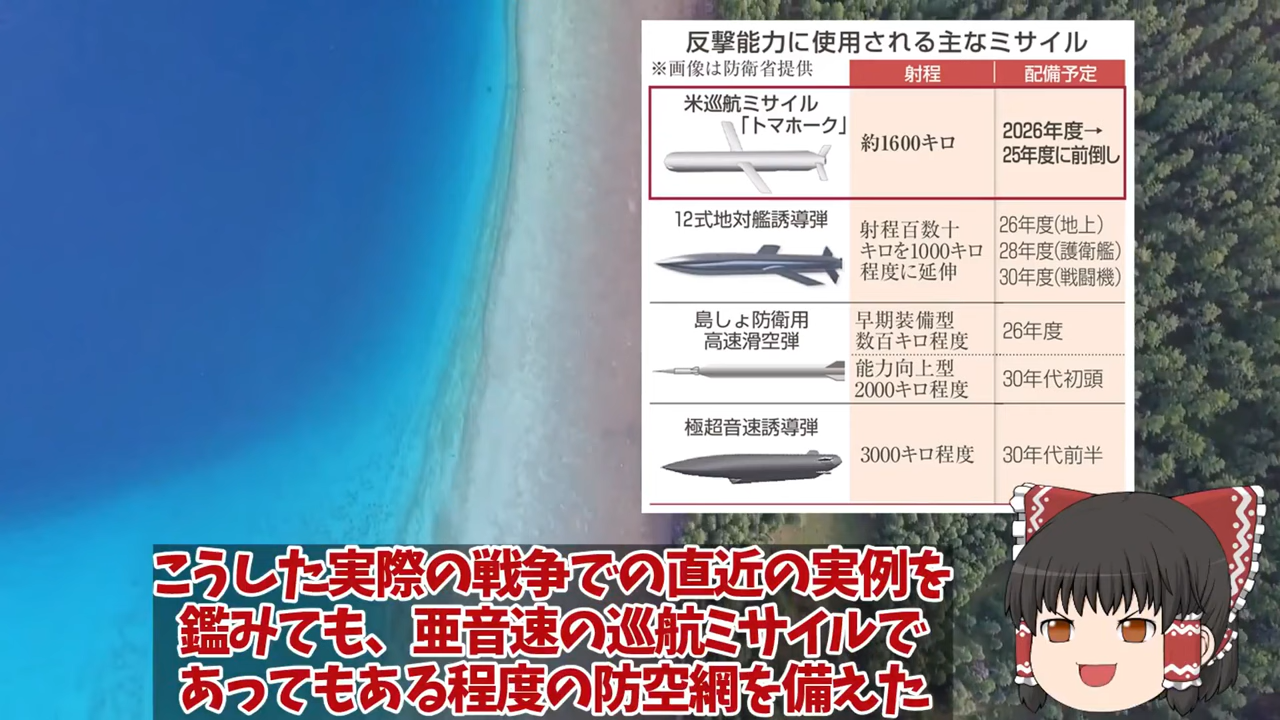 反撃能力に使用される主なミサイル
※画像は防衛省提供
射程
配備予定
米巡航ミサイル
「トマホーク」
約1600キロ
2026年度→
25年度に前倒し
12式地対艦誘導弾
射程百数十
キロを1000キロ
程度に延伸
26年度(地上)
28年度(護衛艦)
30年度(戦闘機)
島しょ防衛用
高速滑空弾
早期装備型
数百キロ程度
26年度
能力向上型
2000キロ程度
30年代初頭
極超音速誘導弾
3000キロ程度
30年代前半
こうした実際の戦争での直近の実例を
鑑みても、亜音速の巡航ミサイルで
あってもある程度の防空網を備えた